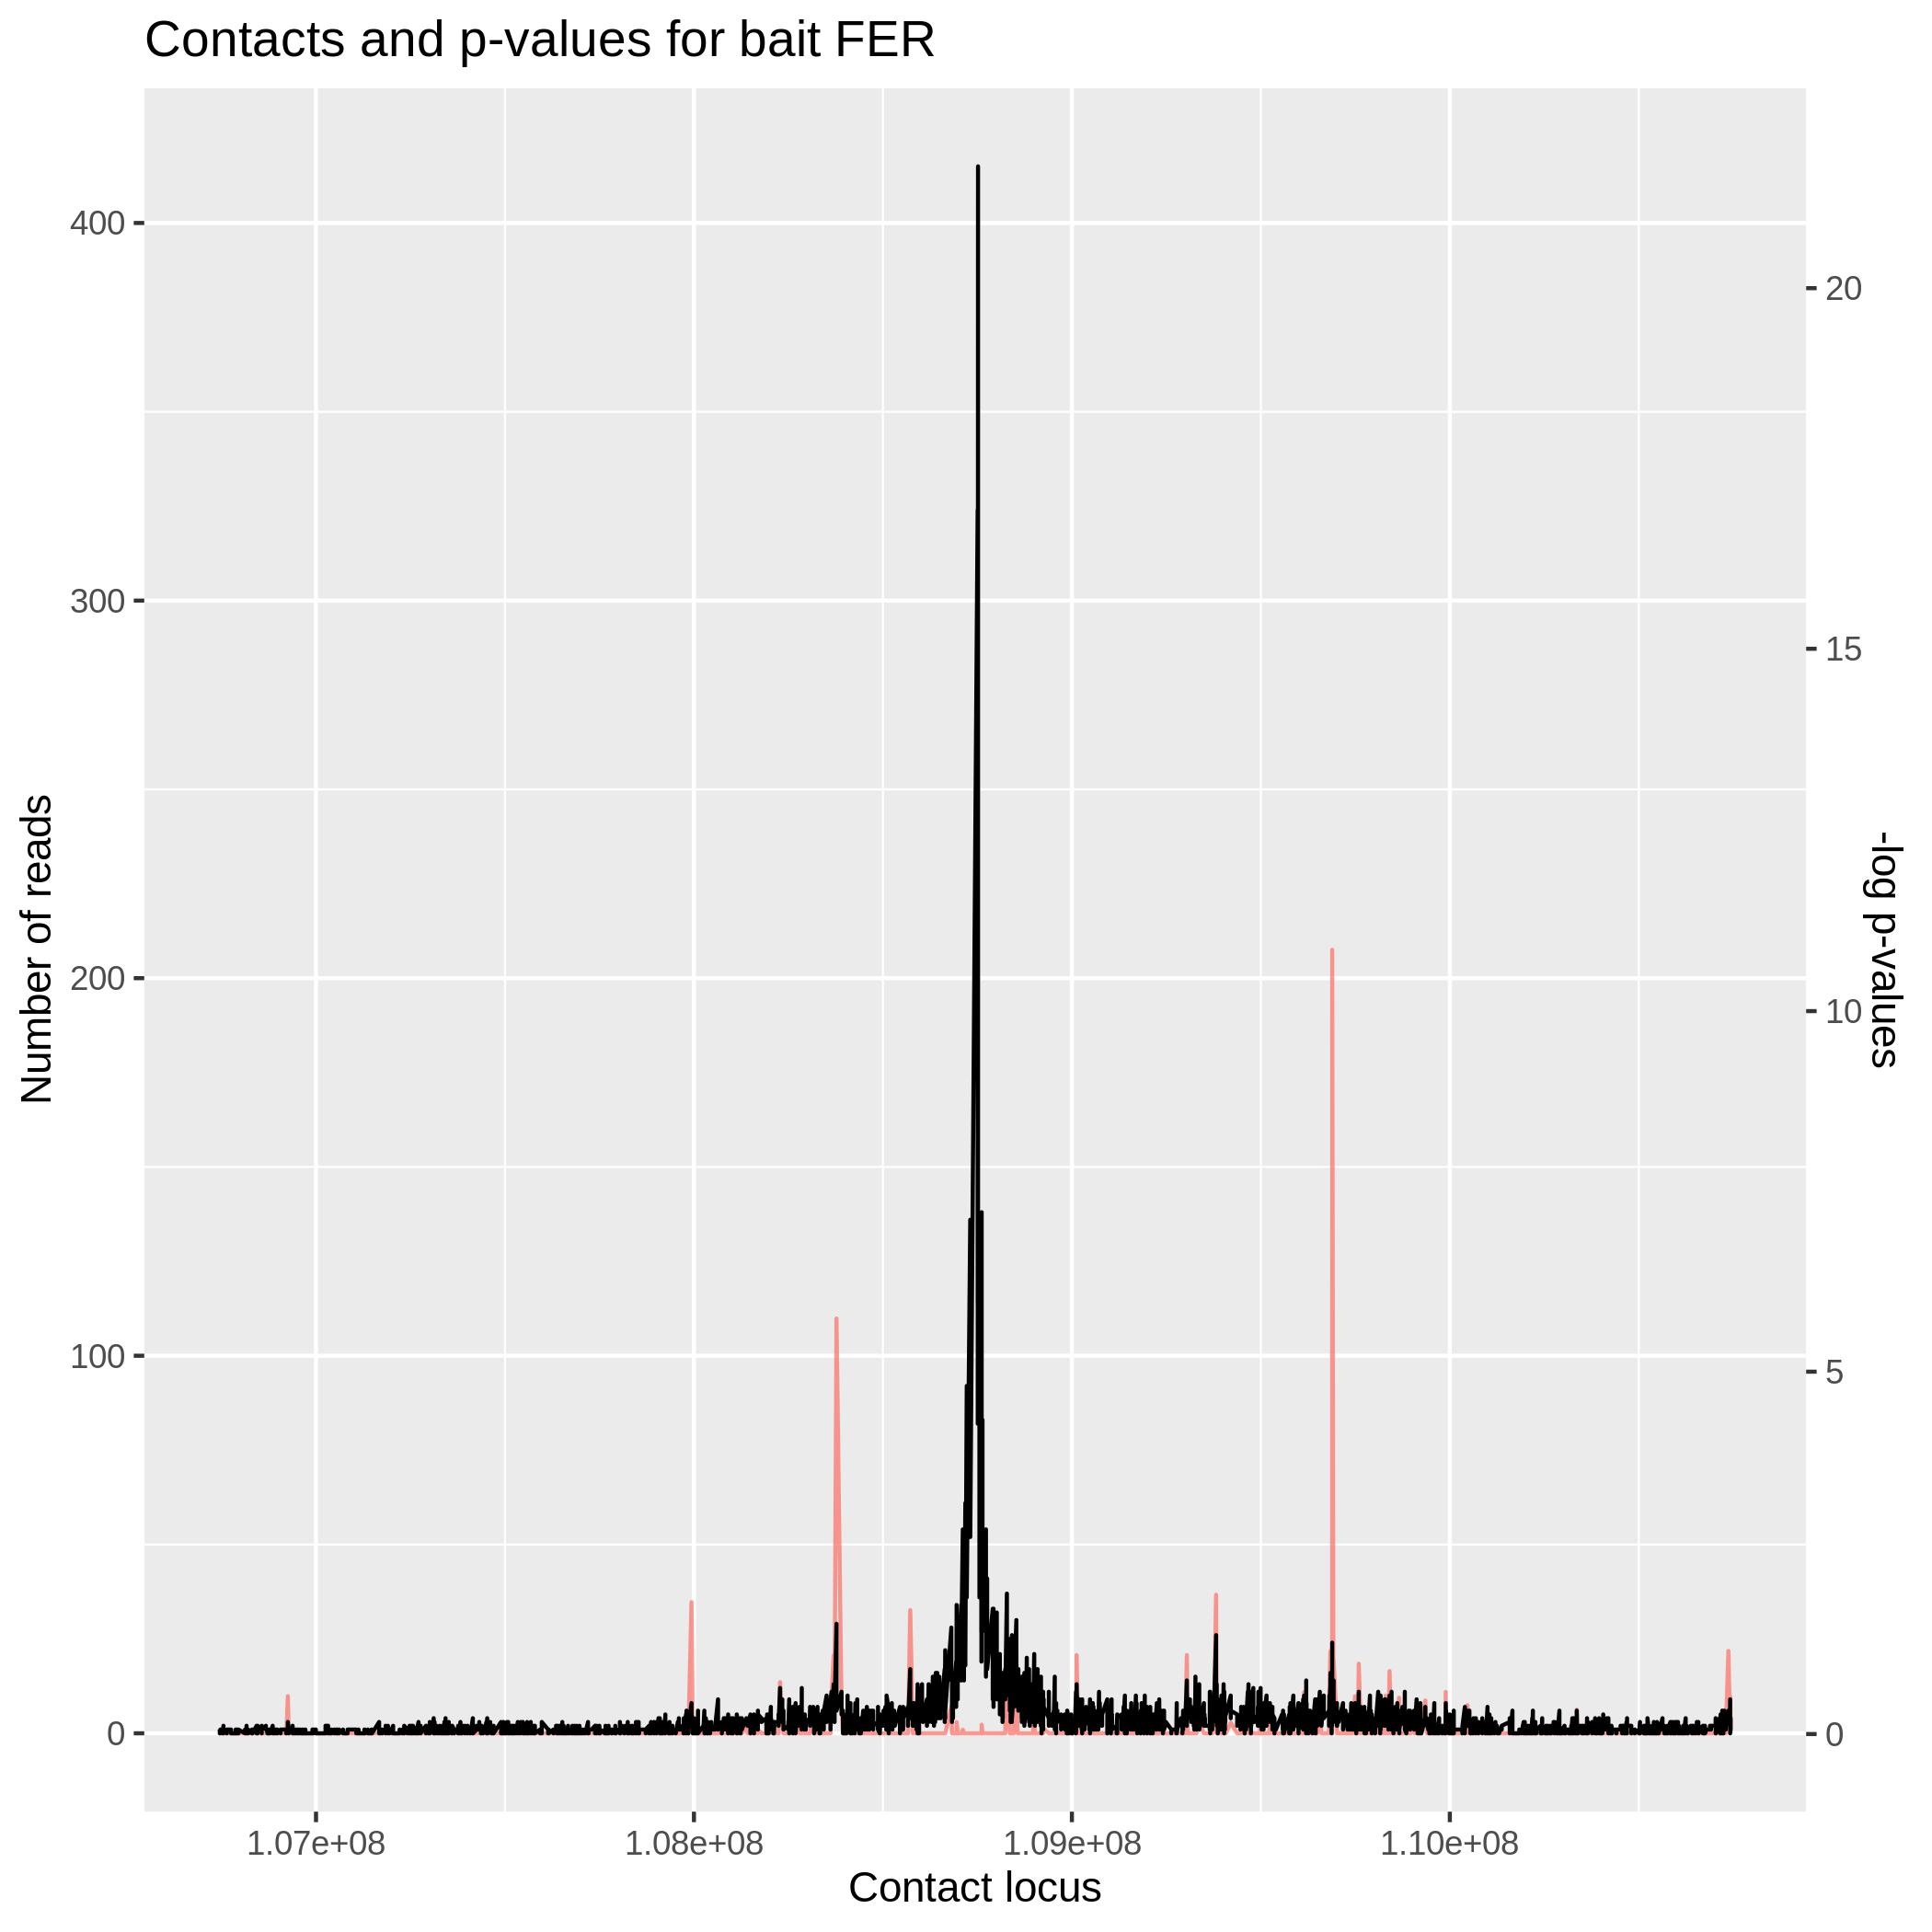 Contacts and p-values for bait FER
400
300
200
100
0
Number of reads
20
15
10
5
0
-log p-values
1.07e+08
1.08e+08
1.09e+08
1.10e+08
Contact locus